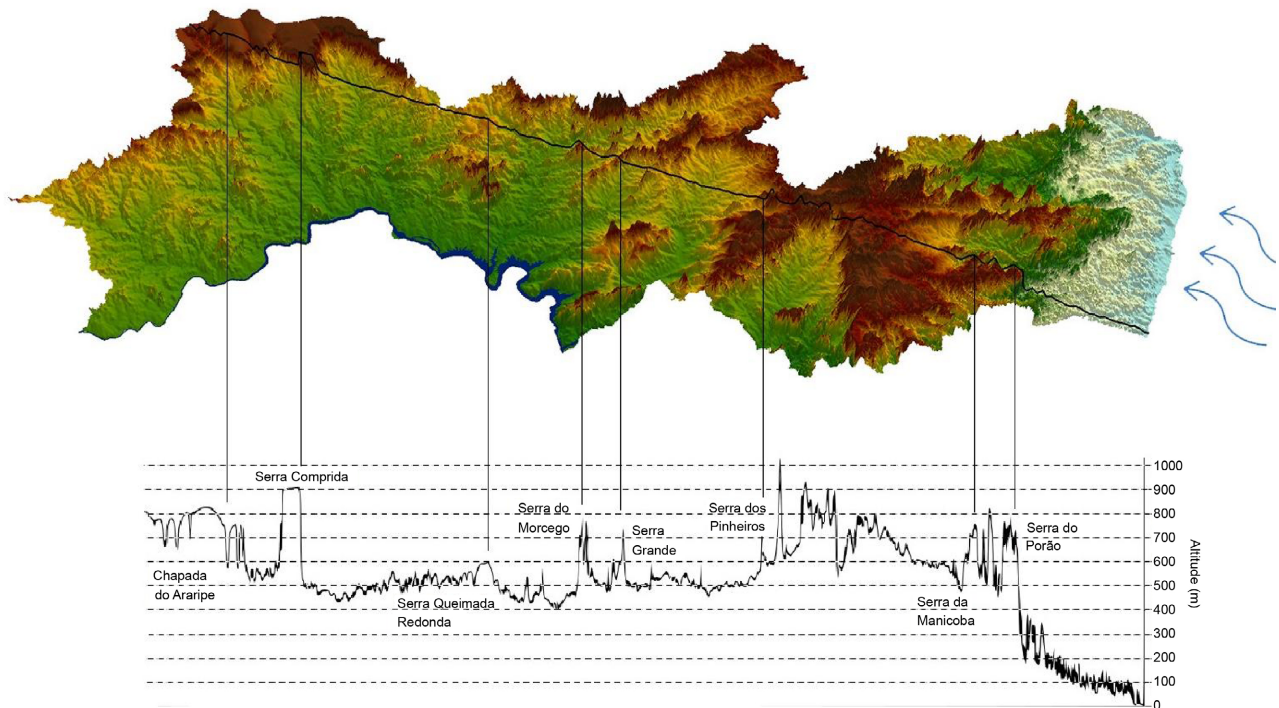 Serra Comprida
Chapada
do Araripe
Serra Queimada
Redonda
Serra do
Morcego
Serra
Grande
Serra dos
Pinheiros
Serra da
Manicoba
Serra do
Porão
1000
900
800
700
600
500
400
300
200
100
0
Altitude (m)